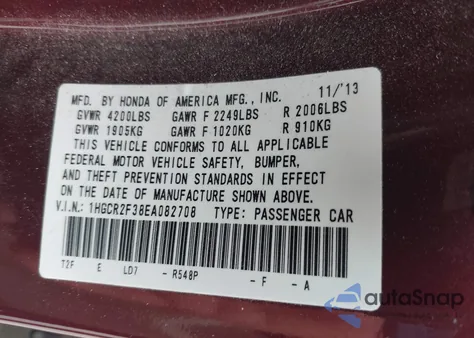 MFD. BY HONDA OF AMERICA MFG., INC. 11/'13
GVWR 4200LBS GAWR F 2249LBS R 2006LBS
GVWR 1905KG GAWR F 1020KG R 910KG
THIS VEHICLE CONFORMS TO ALL APPLICABLE
FEDERAL MOTOR VEHICLE SAFETY, BUMPER,
AND THEFT PREVENTION STANDARDS IN EFFECT
ON THE DATE OF MANUFACTURE SHOWN ABOVE.
V.I.N.: 1HGCR2F38EA082708 TYPE: PASSENGER CAR
T2F E LD7 - R548P - F - A
autoSnap